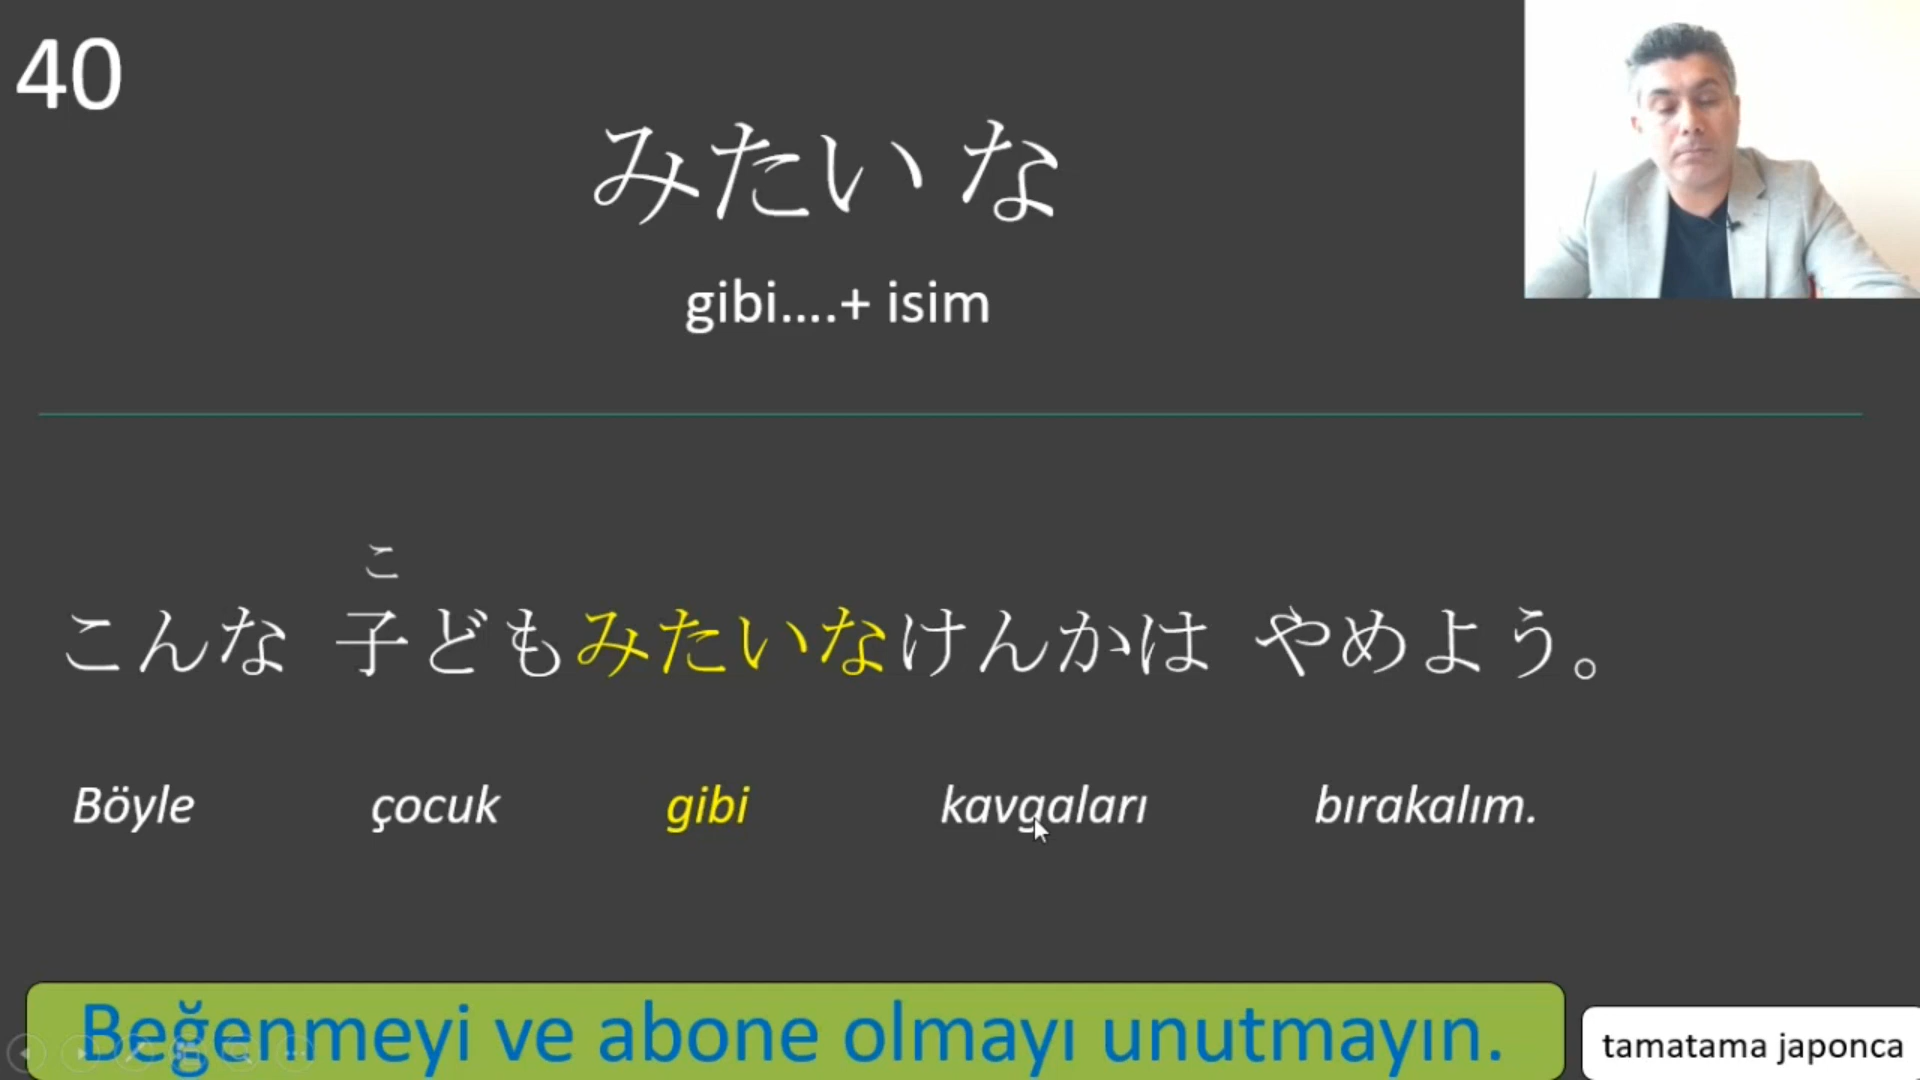 40
みたいな
gibi....+ isim
こ
こんな 子どもみたいなけんかは やめよう。
Böyle çocuk gibi kavgaları bırakalım.
Beğenmeyi ve abone olmayı unutmayın.
tamatama japonca